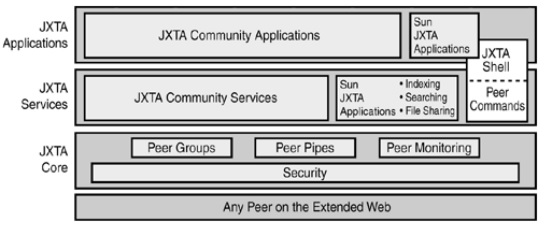 JXTA
Applications
JXTA Community Applications
Sun
JXTA
Applications
JXTA
Shell
Peer
Commands
JXTA
Services
JXTA Community Services
Sun
JXTA
Applications
• Indexing
• Searching
• File Sharing
JXTA
Core
Peer Groups
Peer Pipes
Peer Monitoring
Security
Any Peer on the Extended Web